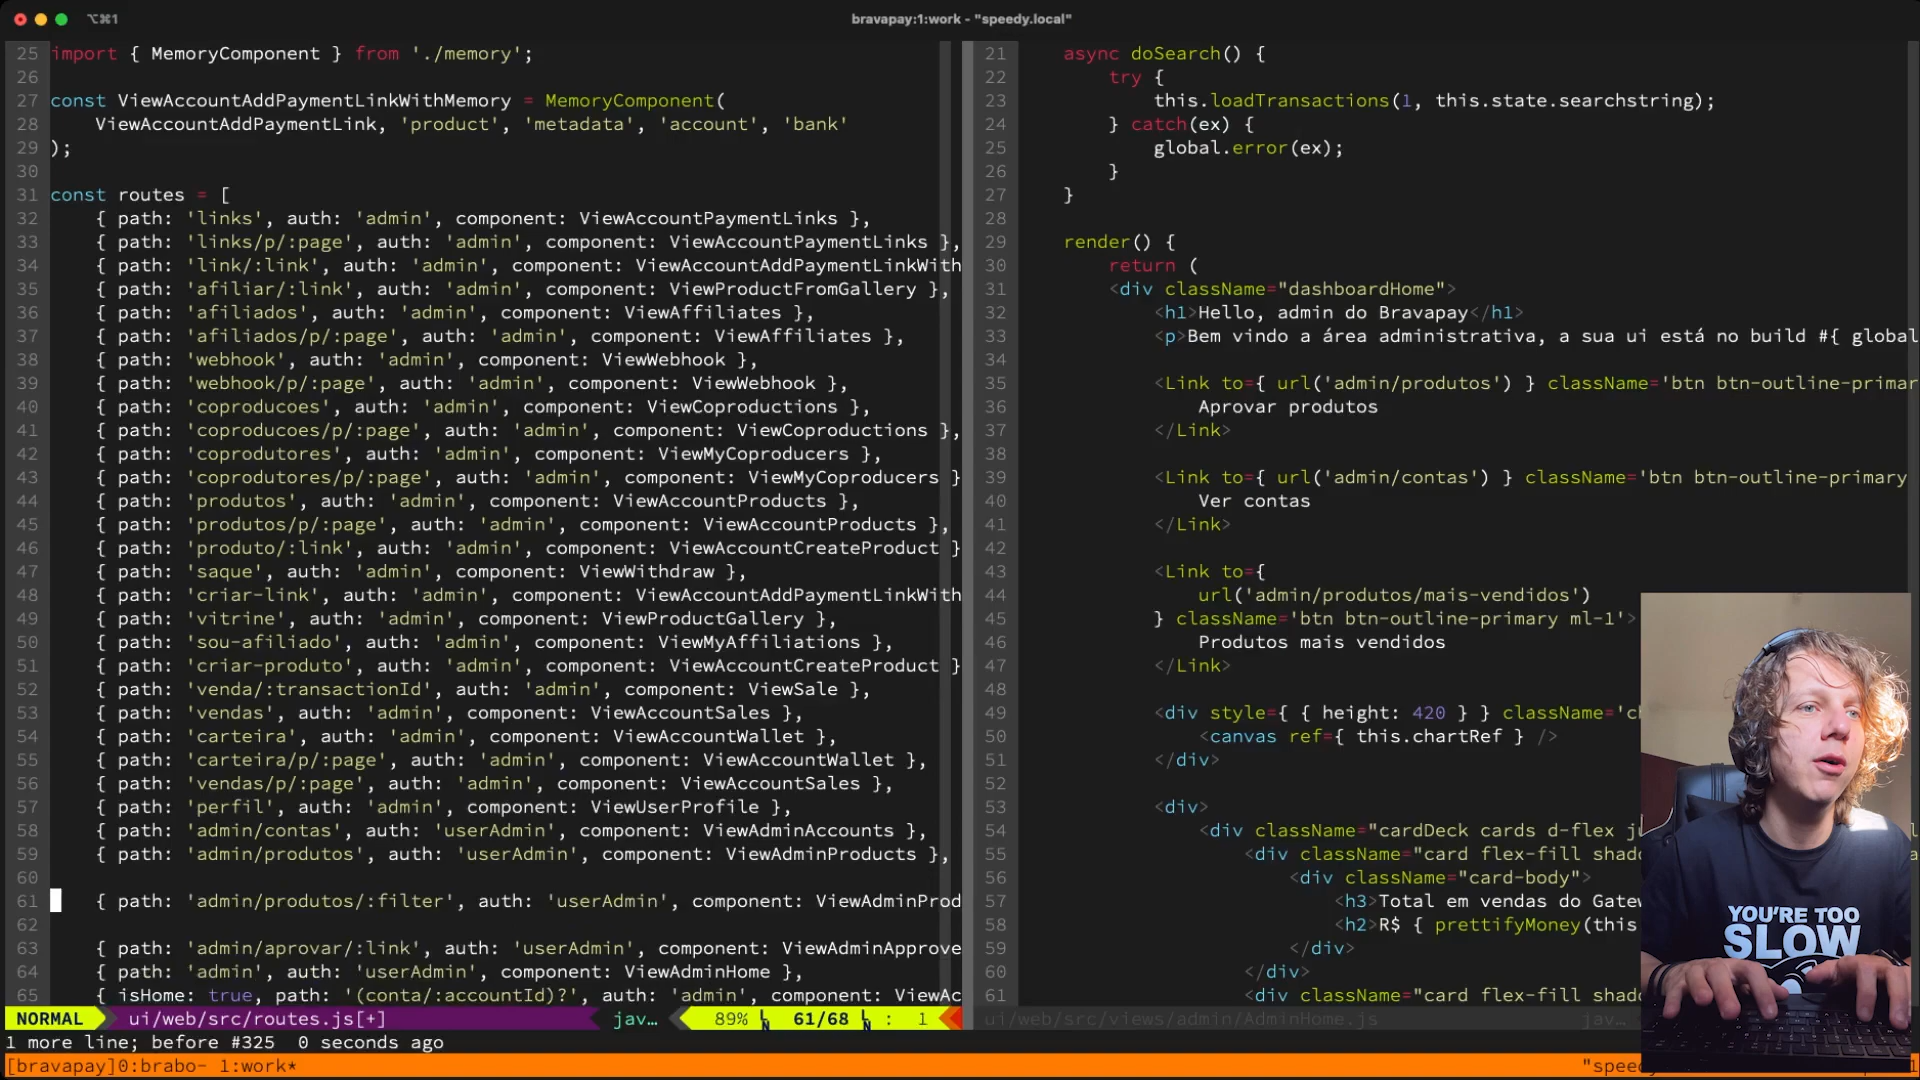 ⌥⌘1
bravapay:1:work - "speedy.local"
25 import { MemoryComponent } from './memory';
26
27 const ViewAccountAddPaymentLinkWithMemory = MemoryComponent(
28     ViewAccountAddPaymentLink, 'product', 'metadata', 'account', 'bank'
29 );
30
31 const routes = [
32     { path: 'links', auth: 'admin', component: ViewAccountPaymentLinks },
33     { path: 'links/p/:page', auth: 'admin', component: ViewAccountPaymentLinks },
34     { path: 'link/:link', auth: 'admin', component: ViewAccountAddPaymentLinkWith
35     { path: 'afiliar/:link', auth: 'admin', component: ViewProductFromGallery },
36     { path: 'afiliados', auth: 'admin', component: ViewAffiliates },
37     { path: 'afiliados/p/:page', auth: 'admin', component: ViewAffiliates },
38     { path: 'webhook', auth: 'admin', component: ViewWebhook },
39     { path: 'webhook/p/:page', auth: 'admin', component: ViewWebhook },
40     { path: 'coproducoes', auth: 'admin', component: ViewCoproductions },
41     { path: 'coproducoes/p/:page', auth: 'admin', component: ViewCoproductions },
42     { path: 'coprodutores', auth: 'admin', component: ViewMyCoproducers },
43     { path: 'coprodutores/p/:page', auth: 'admin', component: ViewMyCoproducers }
44     { path: 'produtos', auth: 'admin', component: ViewAccountProducts },
45     { path: 'produtos/p/:page', auth: 'admin', component: ViewAccountProducts },
46     { path: 'produto/:link', auth: 'admin', component: ViewAccountCreateProduct }
47     { path: 'saque', auth: 'admin', component: ViewWithdraw },
48     { path: 'criar-link', auth: 'admin', component: ViewAccountAddPaymentLinkWith
49     { path: 'vitrine', auth: 'admin', component: ViewProductGallery },
50     { path: 'sou-afiliado', auth: 'admin', component: ViewMyAffiliations },
51     { path: 'criar-produto', auth: 'admin', component: ViewAccountCreateProduct }
52     { path: 'venda/:transactionId', auth: 'admin', component: ViewSale },
53     { path: 'vendas', auth: 'admin', component: ViewAccountSales },
54     { path: 'carteira', auth: 'admin', component: ViewAccountWallet },
55     { path: 'carteira/p/:page', auth: 'admin', component: ViewAccountWallet },
56     { path: 'vendas/p/:page', auth: 'admin', component: ViewAccountSales },
57     { path: 'perfil', auth: 'admin', component: ViewUserProfile },
58     { path: 'admin/contas', auth: 'userAdmin', component: ViewAdminAccounts },
59     { path: 'admin/produtos', auth: 'userAdmin', component: ViewAdminProducts },
60
61     { path: 'admin/produtos/:filter', auth: 'userAdmin', component: ViewAdminProd
62
63     { path: 'admin/aprovar/:link', auth: 'userAdmin', component: ViewAdminApprove
64     { path: 'admin', auth: 'userAdmin', component: ViewAdminHome },
65     { isHome: true, path: '(conta/:accountId)?', auth: 'admin', component: ViewAc
NORMAL ui/web/src/routes.js[+] jav… 89% 61/68 : 1
21     async doSearch() {
22         try {
23             this.loadTransactions(1, this.state.searchstring);
24         } catch(ex) {
25             global.error(ex);
26         }
27     }
28
29     render() {
30         return (
31         <div className="dashboardHome">
32             <h1>Hello, admin do Bravapay</h1>
33             <p>Bem vindo a área administrativa, a sua ui está no build #{ global
34
35             <Link to={ url('admin/produtos') } className='btn btn-outline-primar
36                 Aprovar produtos
37             </Link>
38
39             <Link to={ url('admin/contas') } className='btn btn-outline-primary
40                 Ver contas
41             </Link>
42
43             <Link to={
44                 url('admin/produtos/mais-vendidos')
45             } className='btn btn-outline-primary ml-1'>
46                 Produtos mais vendidos
47             </Link>
48
49             <div style={ { height: 420 } } className='ch
50                 <canvas ref={ this.chartRef } />
51             </div>
52
53             <div>
54                 <div className="cardDeck cards d-flex ju
55                     <div className="card flex-fill shado
56                         <div className="card-body">
57                             <h3>Total em vendas do Gatew
58                             <h2>R$ { prettifyMoney(this
59                         </div>
60                     </div>
61                     <div className="card flex-fill shado
ui/web/src/views/admin/AdminHome.js jav…
1 more line; before #325  0 seconds ago
[bravapay]0:brabo- 1:work*
"speed
YOU'RE TOO
SLOW